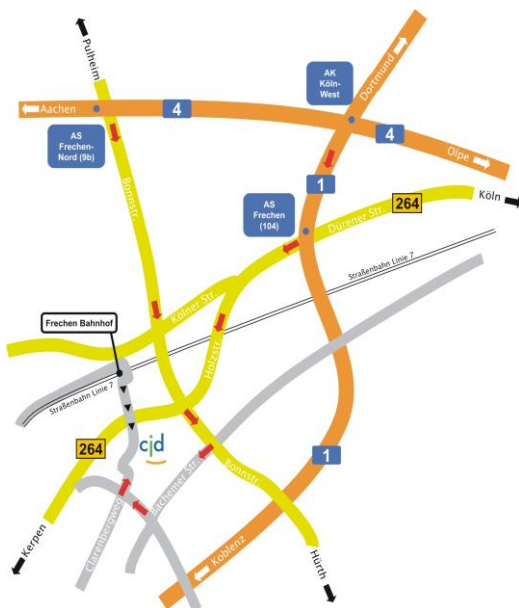 Pulheim
Dortmund
AK
Köln-
West
Aachen
4
4
AS
Frechen-
Nord (9b)
Olpe
1
Bonnstr.
AS
Frechen
(104)
Dürener Str.
264
Köln
Straßenbahn Linie 7
Kölner Str.
Frechen Bahnhof
Holzstr.
Straßenbahn Linie 7
cjd
264
Bonnstr.
1
Bachemer Str.
Clarenbergweg
Kerpen
Koblenz
Hürth